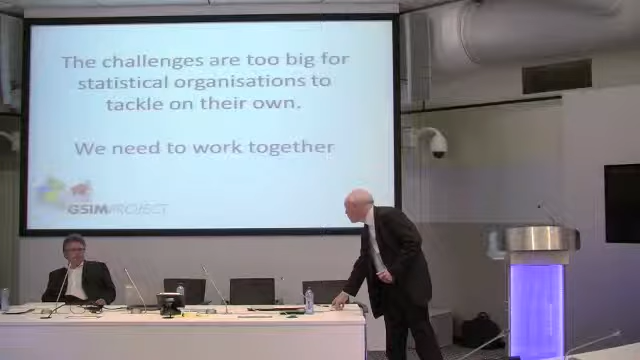 The challenges are too big for
statistical organisations to
tackle on their own.
We need to work together
GSIMPROJECT